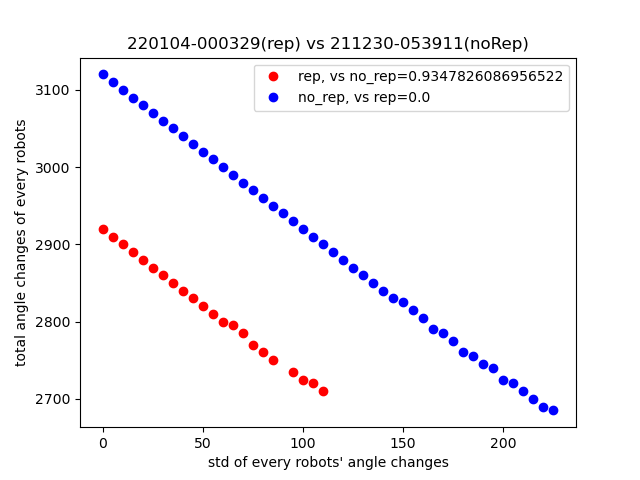 220104-000329(rep) vs 211230-053911(noRep)
rep, vs no_rep=0.9347826086956522
no_rep, vs rep=0.0
total angle changes of every robots
3100
3000
2900
2800
2700
0 50 100 150 200
std of every robots' angle changes